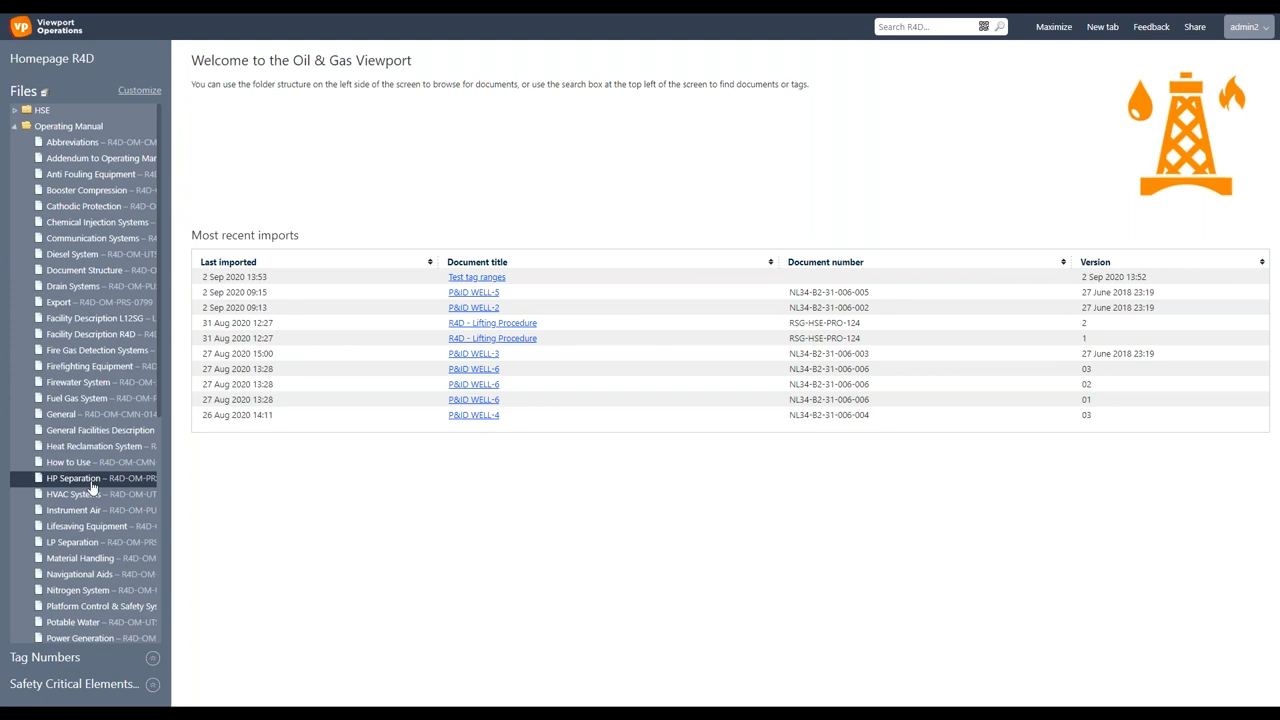 vp Viewport Operations
Search R4D...
Maximize New tab Feedback Share admin2
Homepage R4D
Files Customize
HSE
Operating Manual
Abbreviations – R4D-OM-CM
Addendum to Operating Mar
Anti Fouling Equipment – R4
Booster Compression – R4D-
Cathodic Protection – R4D-O
Chemical Injection Systems –
Communication Systems – R4
Diesel System – R4D-OM-UT
Document Structure – R4D-O
Drain Systems – R4D-OM-PU
Export – R4D-OM-PRS-0799
Facility Description L12SG – L
Facility Description R4D – R4
Fire Gas Detection Systems –
Firefighting Equipment – R4
Firewater System – R4D-OM-
Fuel Gas System – R4D-OM-
General – R4D-OM-CMN-014
General Facilities Description
Heat Reclamation System – R
How to Use – R4D-OM-CMN-
HP Separation – R4D-OM-PR
HVAC Systems – R4D-OM-UT
Instrument Air – R4D-OM-PU
Lifesaving Equipment – R4D-
LP Separation – R4D-OM-PRS
Material Handling – R4D-OM
Navigational Aids – R4D-OM-
Nitrogen System – R4D-OM-
Platform Control & Safety Sy
Potable Water – R4D-OM-UT
Power Generation – R4D-OM
Tag Numbers
Safety Critical Elements...
Welcome to the Oil & Gas Viewport
You can use the folder structure on the left side of the screen to browse for documents, or use the search box at the top left of the screen to find documents or tags.
Most recent imports
Last imported Document title Document number Version
2 Sep 2020 13:53 Test tag ranges 2 Sep 2020 13:52
2 Sep 2020 09:15 P&ID WELL-5 NL34-B2-31-006-005 27 June 2018 23:19
2 Sep 2020 09:13 P&ID WELL-2 NL34-B2-31-006-002 27 June 2018 23:19
31 Aug 2020 12:27 R4D - Lifting Procedure RSG-HSE-PRO-124 2
31 Aug 2020 12:27 R4D - Lifting Procedure RSG-HSE-PRO-124 1
27 Aug 2020 15:00 P&ID WELL-3 NL34-B2-31-006-003 27 June 2018 23:19
27 Aug 2020 13:28 P&ID WELL-6 NL34-B2-31-006-006 03
27 Aug 2020 13:28 P&ID WELL-6 NL34-B2-31-006-006 02
27 Aug 2020 13:28 P&ID WELL-6 NL34-B2-31-006-006 01
26 Aug 2020 14:11 P&ID WELL-4 NL34-B2-31-006-004 03